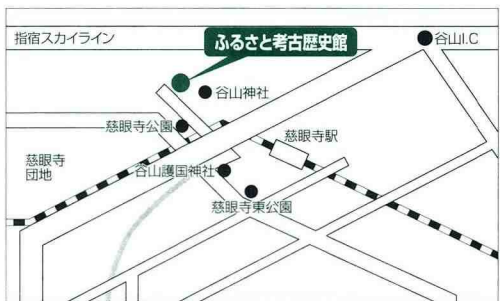 指宿スカイライン
ふるさと考古歴史館
谷山I.C
谷山神社
慈眼寺公園
慈眼寺駅
慈眼寺
団地
谷山護国神社
慈眼寺東公園